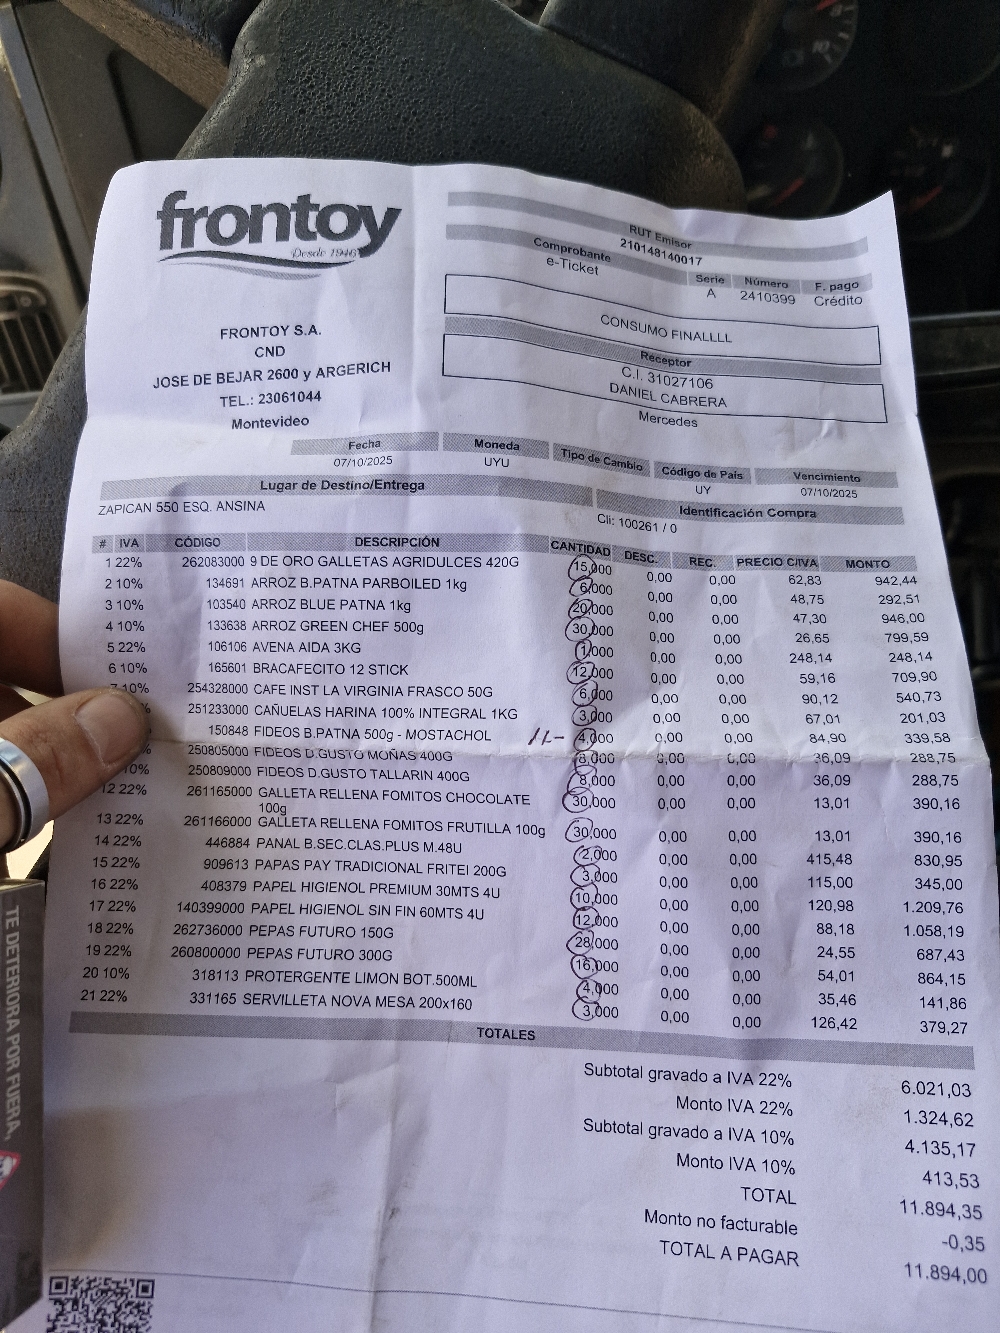 frontoy
Desde 1946
RUT Emisor
210148140017
Comprobante
e-Ticket
Serie Número F. pago
A 2410399 Crédito
CONSUMO FINALLLL
Receptor
C.I. 31027106
DANIEL CABRERA
Mercedes
FRONTOY S.A.
CND
JOSE DE BEJAR 2600 y ARGERICH
TEL.: 23061044
Montevideo
Fecha Moneda Tipo de Cambio Código de País Vencimiento
07/10/2025 UYU UY 07/10/2025
Lugar de Destino/Entrega Identificación Compra
ZAPICAN 550 ESQ. ANSINA Cli: 100261 / 0
# IVA CÓDIGO DESCRIPCIÓN CANTIDAD DESC. REC. PRECIO C/IVA MONTO
1 22% 262083000 9 DE ORO GALLETAS AGRIDULCES 420G 15,000 0,00 0,00 62,83 942,44
2 10% 134691 ARROZ B.PATNA PARBOILED 1kg 6,000 0,00 0,00 48,75 292,51
3 10% 103540 ARROZ BLUE PATNA 1kg 20,000 0,00 0,00 47,30 946,00
4 10% 133638 ARROZ GREEN CHEF 500g 30,000 0,00 0,00 26,65 799,59
5 22% 106106 AVENA AIDA 3KG 1,000 0,00 0,00 248,14 248,14
6 10% 165601 BRACAFECITO 12 STICK 12,000 0,00 0,00 59,16 709,90
10% 254328000 CAFE INST LA VIRGINIA FRASCO 50G 6,000 0,00 0,00 90,12 540,73
251233000 CAÑUELAS HARINA 100% INTEGRAL 1KG 3,000 0,00 0,00 67,01 201,03
150848 FIDEOS B.PATNA 500g - MOSTACHOL 4,000 0,00 0,00 84,90 339,58
250805000 FIDEOS D.GUSTO MOÑAS 400G 8,000 0,00 0,00 36,09 288,75
10% 250809000 FIDEOS D.GUSTO TALLARIN 400G 8,000 0,00 0,00 36,09 288,75
12 22% 261165000 GALLETA RELLENA FOMITOS CHOCOLATE 30,000 0,00 0,00 13,01 390,16
100g
13 22% 261166000 GALLETA RELLENA FOMITOS FRUTILLA 100g 30,000 0,00 0,00 13,01 390,16
14 22% 446884 PANAL B.SEC.CLAS.PLUS M.48U 2,000 0,00 0,00 415,48 830,95
15 22% 909613 PAPAS PAY TRADICIONAL FRITEI 200G 3,000 0,00 0,00 115,00 345,00
16 22% 408379 PAPEL HIGIENOL PREMIUM 30MTS 4U 10,000 0,00 0,00 120,98 1.209,76
17 22% 140399000 PAPEL HIGIENOL SIN FIN 60MTS 4U 12,000 0,00 0,00 88,18 1.058,19
18 22% 262736000 PEPAS FUTURO 150G 28,000 0,00 0,00 24,55 687,43
19 22% 260800000 PEPAS FUTURO 300G 16,000 0,00 0,00 54,01 864,15
20 10% 318113 PROTERGENTE LIMON BOT.500ML 4,000 0,00 0,00 35,46 141,86
21 22% 331165 SERVILLETA NOVA MESA 200x160 3,000 0,00 0,00 126,42 379,27
TOTALES
Subtotal gravado a IVA 22% 6.021,03
Monto IVA 22% 1.324,62
Subtotal gravado a IVA 10% 4.135,17
Monto IVA 10% 413,53
TOTAL 11.894,35
Monto no facturable -0,35
TOTAL A PAGAR 11.894,00
TE DETERIORA POR FUERA,